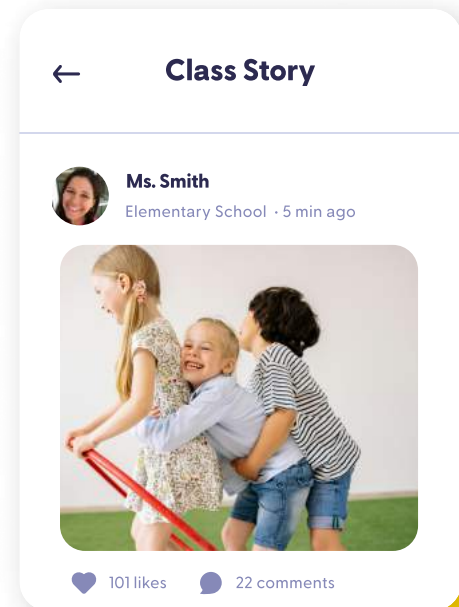 Class Story
Ms. Smith
Elementary School · 5 min ago
101 likes 22 comments